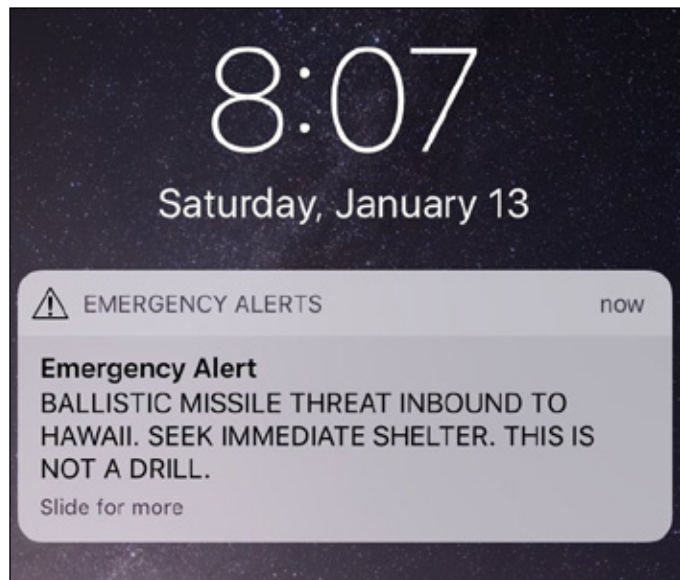 8:07
Saturday, January 13
EMERGENCY ALERTS now
Emergency Alert
BALLISTIC MISSILE THREAT INBOUND TO
HAWAII. SEEK IMMEDIATE SHELTER. THIS IS
NOT A DRILL.
Slide for more